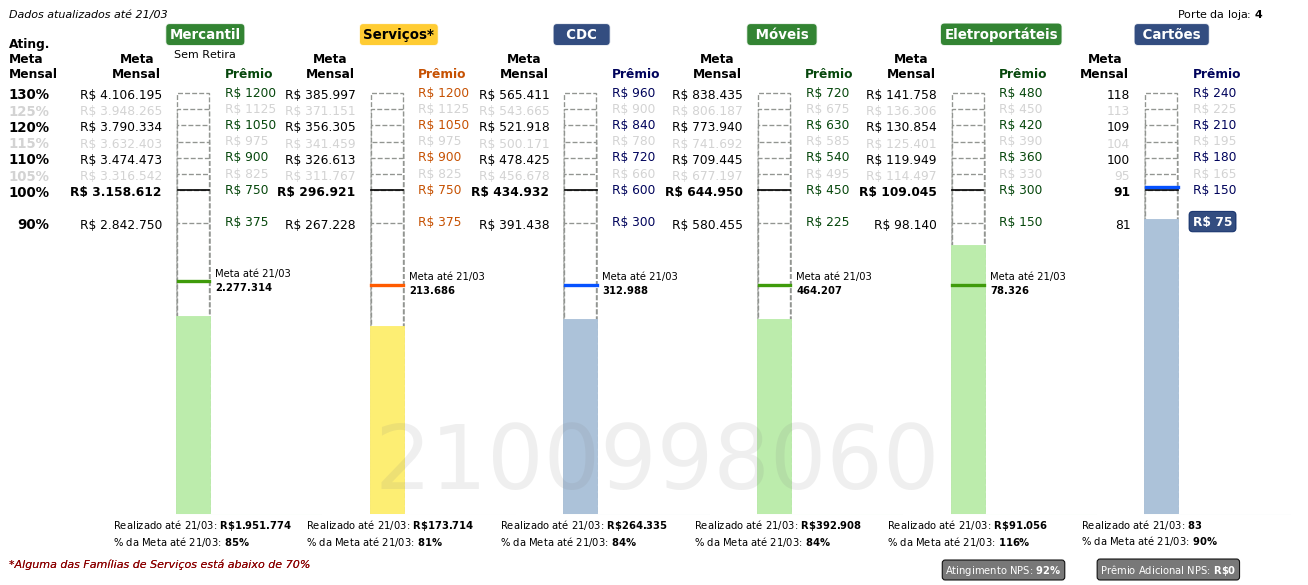 Dados atualizados até 21/03
Porte da loja: 4
Mercantil Serviços* CDC Móveis Eletroportáteis Cartões
Sem Retira
Ating. Meta Mensal
Meta Mensal Prêmio Meta Mensal Prêmio Meta Mensal Prêmio Meta Mensal Prêmio Meta Mensal Prêmio Meta Mensal Prêmio
130% R$ 4.106.195 R$ 1200 R$ 385.997 R$ 1200 R$ 565.411 R$ 960 R$ 838.435 R$ 720 R$ 141.758 R$ 480 118 R$ 240
125% R$ 3.948.265 R$ 1125 R$ 371.151 R$ 1125 R$ 543.665 R$ 900 R$ 806.187 R$ 675 R$ 136.306 R$ 450 113 R$ 225
120% R$ 3.790.334 R$ 1050 R$ 356.305 R$ 1050 R$ 521.918 R$ 840 R$ 773.940 R$ 630 R$ 130.854 R$ 420 109 R$ 210
115% R$ 3.632.403 R$ 975 R$ 341.459 R$ 975 R$ 500.171 R$ 780 R$ 741.692 R$ 585 R$ 125.401 R$ 390 104 R$ 195
110% R$ 3.474.473 R$ 900 R$ 326.613 R$ 900 R$ 478.425 R$ 720 R$ 709.445 R$ 540 R$ 119.949 R$ 360 100 R$ 180
105% R$ 3.316.542 R$ 825 R$ 311.767 R$ 825 R$ 456.678 R$ 660 R$ 677.197 R$ 495 R$ 114.497 R$ 330 95 R$ 165
100% R$ 3.158.612 R$ 750 R$ 296.921 R$ 750 R$ 434.932 R$ 600 R$ 644.950 R$ 450 R$ 109.045 R$ 300 91 R$ 150
90% R$ 2.842.750 R$ 375 R$ 267.228 R$ 375 R$ 391.438 R$ 300 R$ 580.455 R$ 225 R$ 98.140 R$ 150 81 R$ 75
Meta até 21/03 Meta até 21/03 Meta até 21/03 Meta até 21/03 Meta até 21/03
2.277.314 213.686 312.988 464.207 78.326
2100998060
Realizado até 21/03: R$1.951.774 Realizado até 21/03: R$173.714 Realizado até 21/03: R$264.335 Realizado até 21/03: R$392.908 Realizado até 21/03: R$91.056 Realizado até 21/03: 83
% da Meta até 21/03: 85% % da Meta até 21/03: 81% % da Meta até 21/03: 84% % da Meta até 21/03: 84% % da Meta até 21/03: 116% % da Meta até 21/03: 90%
*Alguma das Famílias de Serviços está abaixo de 70%
Atingimento NPS: 92% Prêmio Adicional NPS: R$0